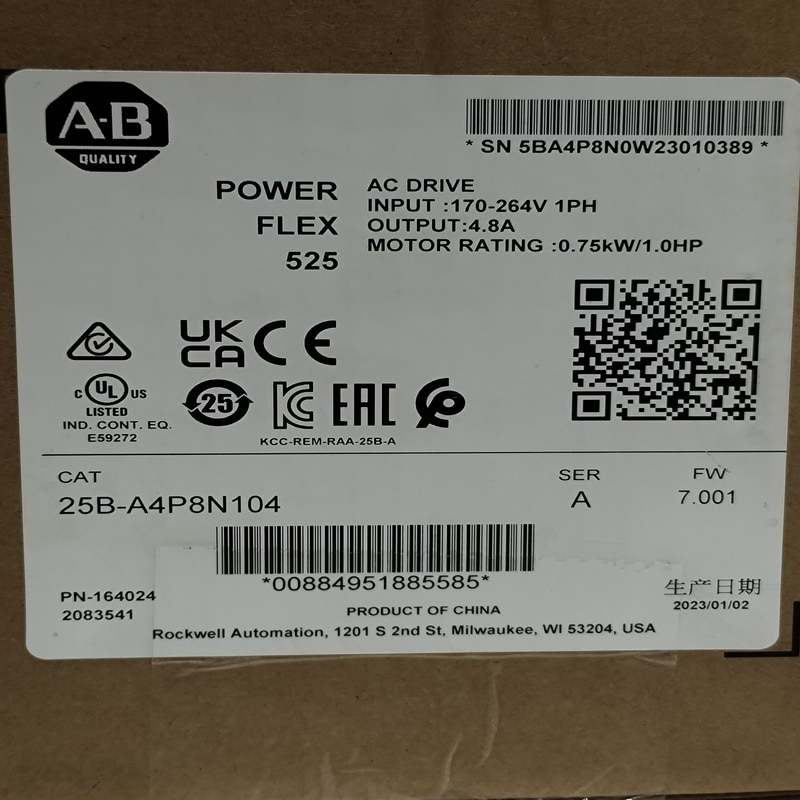 A-B
QUALITY
* SN 5BA4P8N0W23010389 *
POWER
FLEX
525
AC DRIVE
INPUT :170-264V 1PH
OUTPUT:4.8A
MOTOR RATING :0.75kW/1.0HP
UK
CA
CE
C UL US
LISTED
IND. CONT. EQ.
E59272
25
KC
EAC
KCC-REM-RAA-25B-A
CAT
25B-A4P8N104
SER
A
FW
7.001
*00884951885585*
PN-164024
2083541
PRODUCT OF CHINA
Rockwell Automation, 1201 S 2nd St, Milwaukee, WI 53204, USA
生产日期
2023/01/02